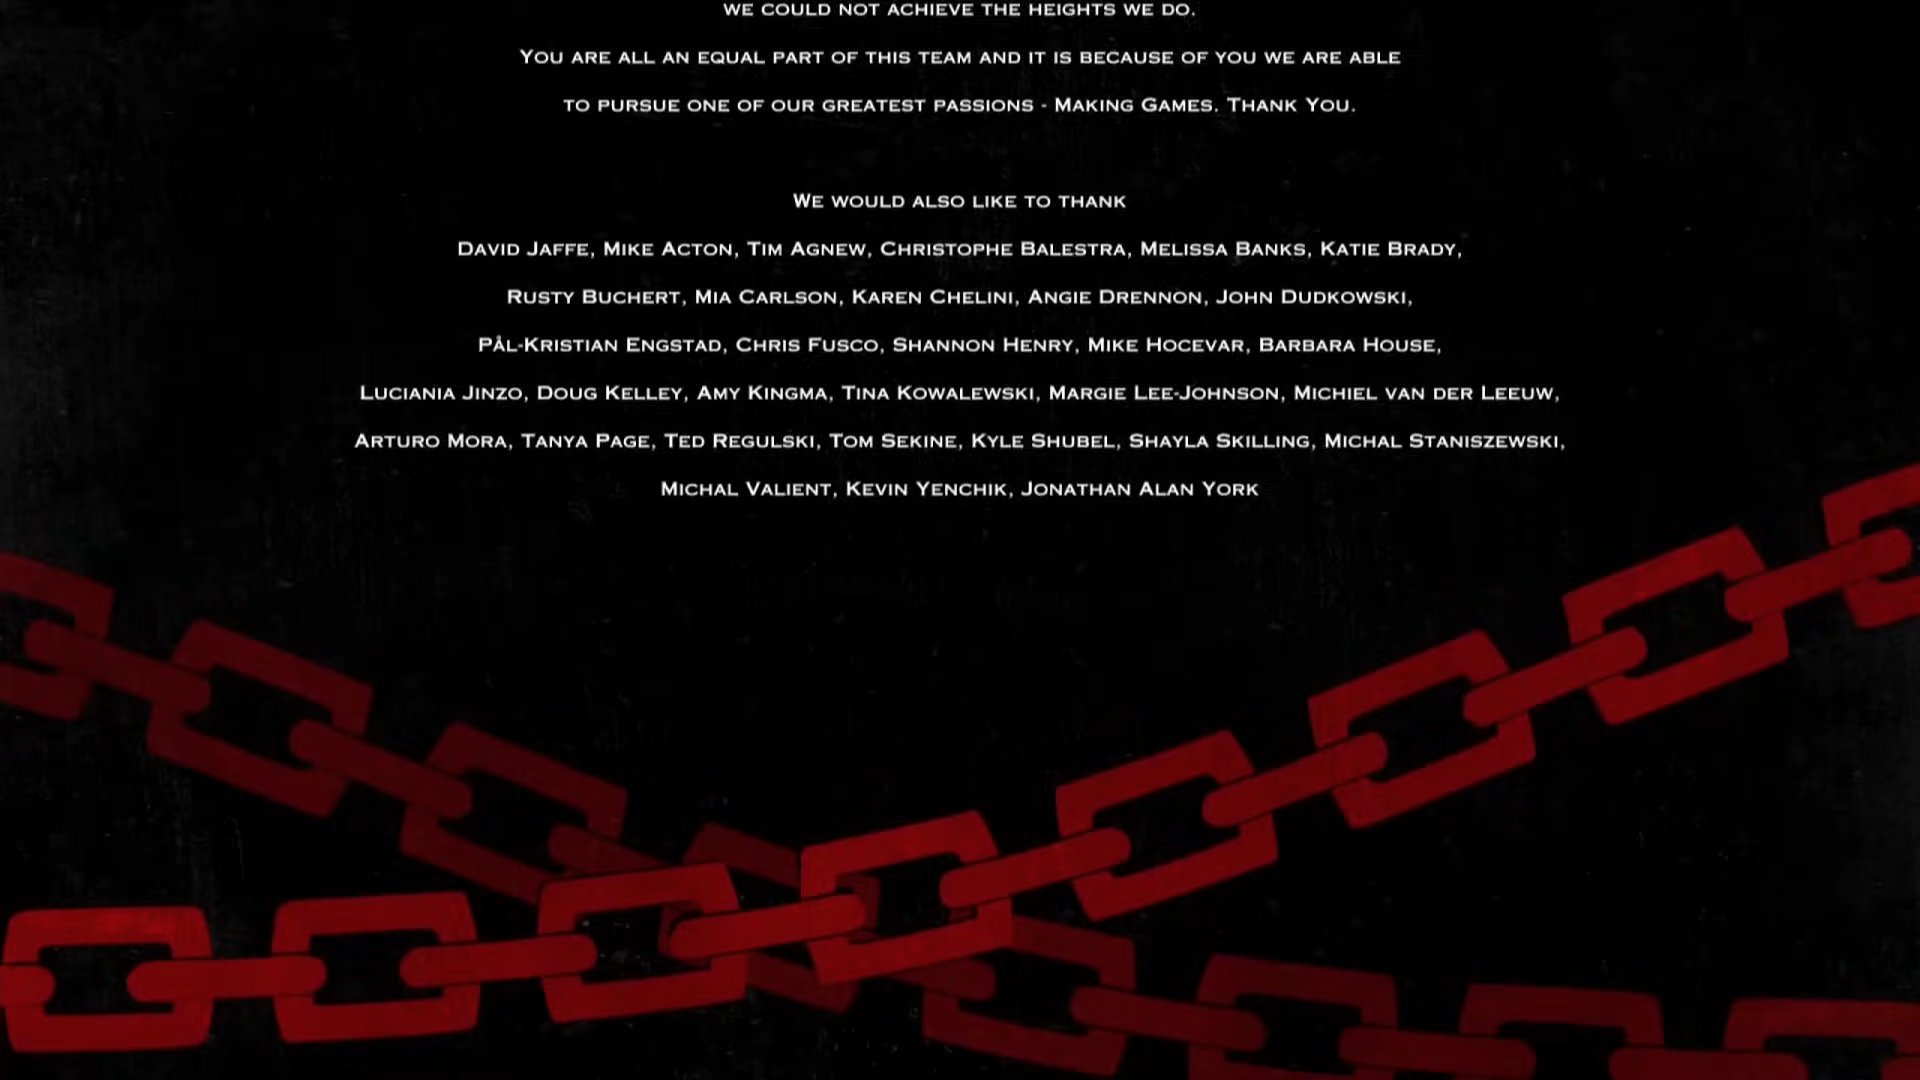 WE COULD NOT ACHIEVE THE HEIGHTS WE DO.
YOU ARE ALL AN EQUAL PART OF THIS TEAM AND IT IS BECAUSE OF YOU WE ARE ABLE
TO PURSUE ONE OF OUR GREATEST PASSIONS - MAKING GAMES. THANK YOU.
WE WOULD ALSO LIKE TO THANK
DAVID JAFFE, MIKE ACTON, TIM AGNEW, CHRISTOPHE BALESTRA, MELISSA BANKS, KATIE BRADY,
RUSTY BUCHERT, MIA CARLSON, KAREN CHELINI, ANGIE DRENNON, JOHN DUDKOWSKI,
PÅL-KRISTIAN ENGSTAD, CHRIS FUSCO, SHANNON HENRY, MIKE HOCEVAR, BARBARA HOUSE,
LUCIANIA JINZO, DOUG KELLEY, AMY KINGMA, TINA KOWALEWSKI, MARGIE LEE-JOHNSON, MICHIEL VAN DER LEEUW,
ARTURO MORA, TANYA PAGE, TED REGULSKI, TOM SEKINE, KYLE SHUBEL, SHAYLA SKILLING, MICHAL STANISZEWSKI,
MICHAL VALIENT, KEVIN YENCHIK, JONATHAN ALAN YORK